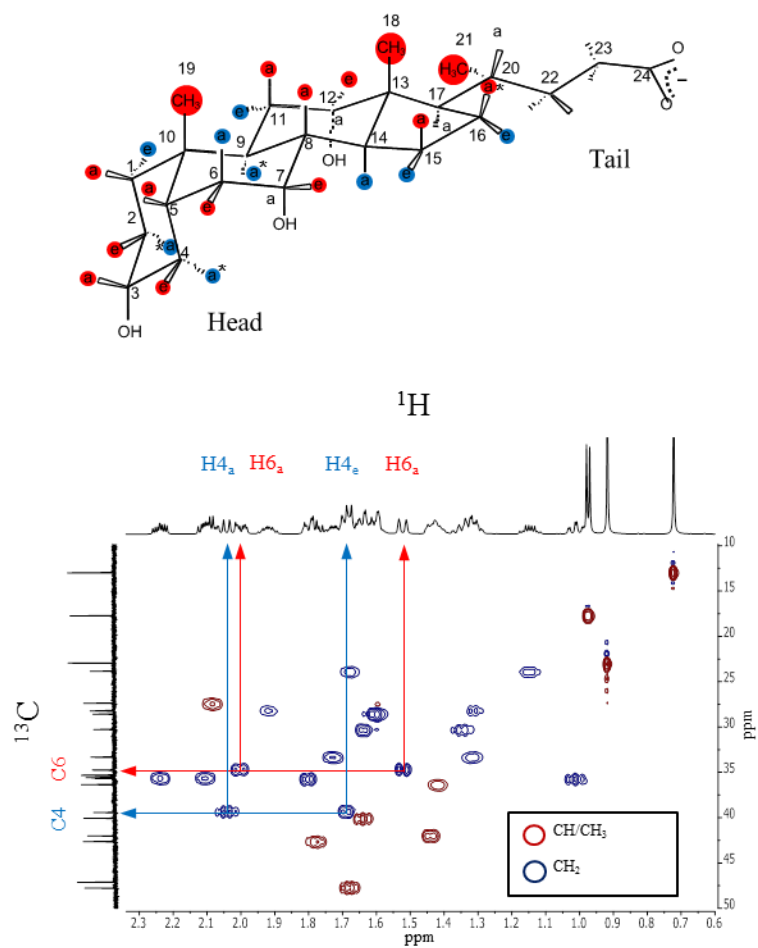 18
CH₃
a
23
O
21
H₃C
20
24
−
O
19
CH₃
a
e
12
13
17
a*
22
e
11
a
a
a
16
e
Tail
10
a
8
OH
14
15
e
1
e
9
a*
7
a
e
a
a
6
a
OH
5
e
2
e
*a
4
a*
a
e
3
OH
Head
¹H
H4ₐ
H6ₐ
H4ₑ
H6ₐ
10
15
20
25
30
35
40
45
50
ppm
¹³C
C6
C4
CH/CH₃
CH₂
2.3 2.2 2.1 2.0 1.9 1.8 1.7 1.6 1.5 1.4 1.3 1.2 1.1 1.0 0.9 0.8 0.7 0.6
ppm